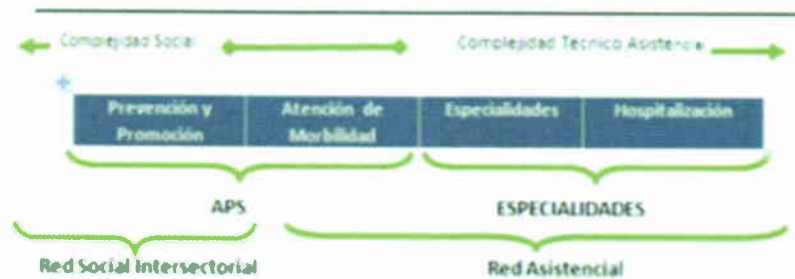 Complejidad Social Complejidad Técnico Asistencial
Prevención y Promoción Atención de Morbilidad Especialidades Hospitalización
APS ESPECIALIDADES
Red Social Intersectorial Red Asistencial